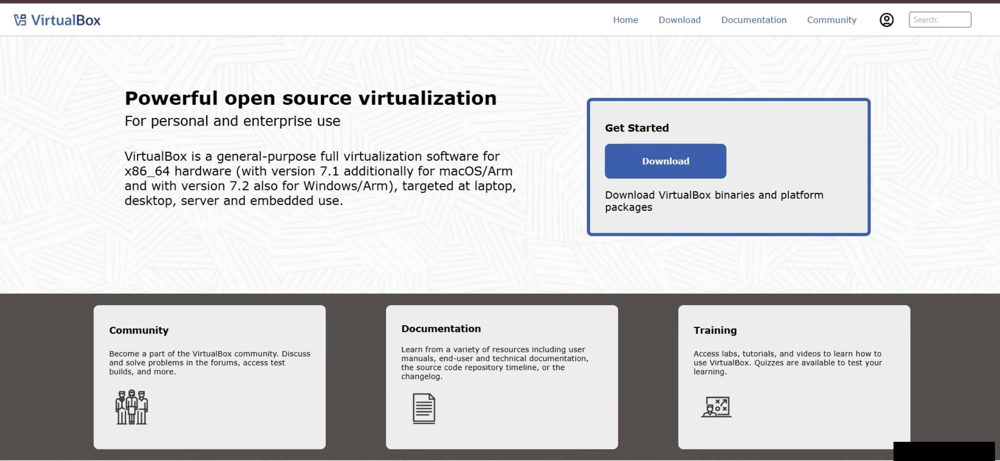 VirtualBox
Home Download Documentation Community Search:
Powerful open source virtualization
For personal and enterprise use
VirtualBox is a general-purpose full virtualization software for
x86_64 hardware (with version 7.1 additionally for macOS/Arm
and with version 7.2 also for Windows/Arm), targeted at laptop,
desktop, server and embedded use.
Get Started
Download
Download VirtualBox binaries and platform
packages
Community
Become a part of the VirtualBox community. Discuss
and solve problems in the forums, access test
builds, and more.
Documentation
Learn from a variety of resources including user
manuals, end-user and technical documentation,
the source code repository timeline, or the
changelog.
Training
Access labs, tutorials, and videos to learn how to
use VirtualBox. Quizzes are available to test your
learning.